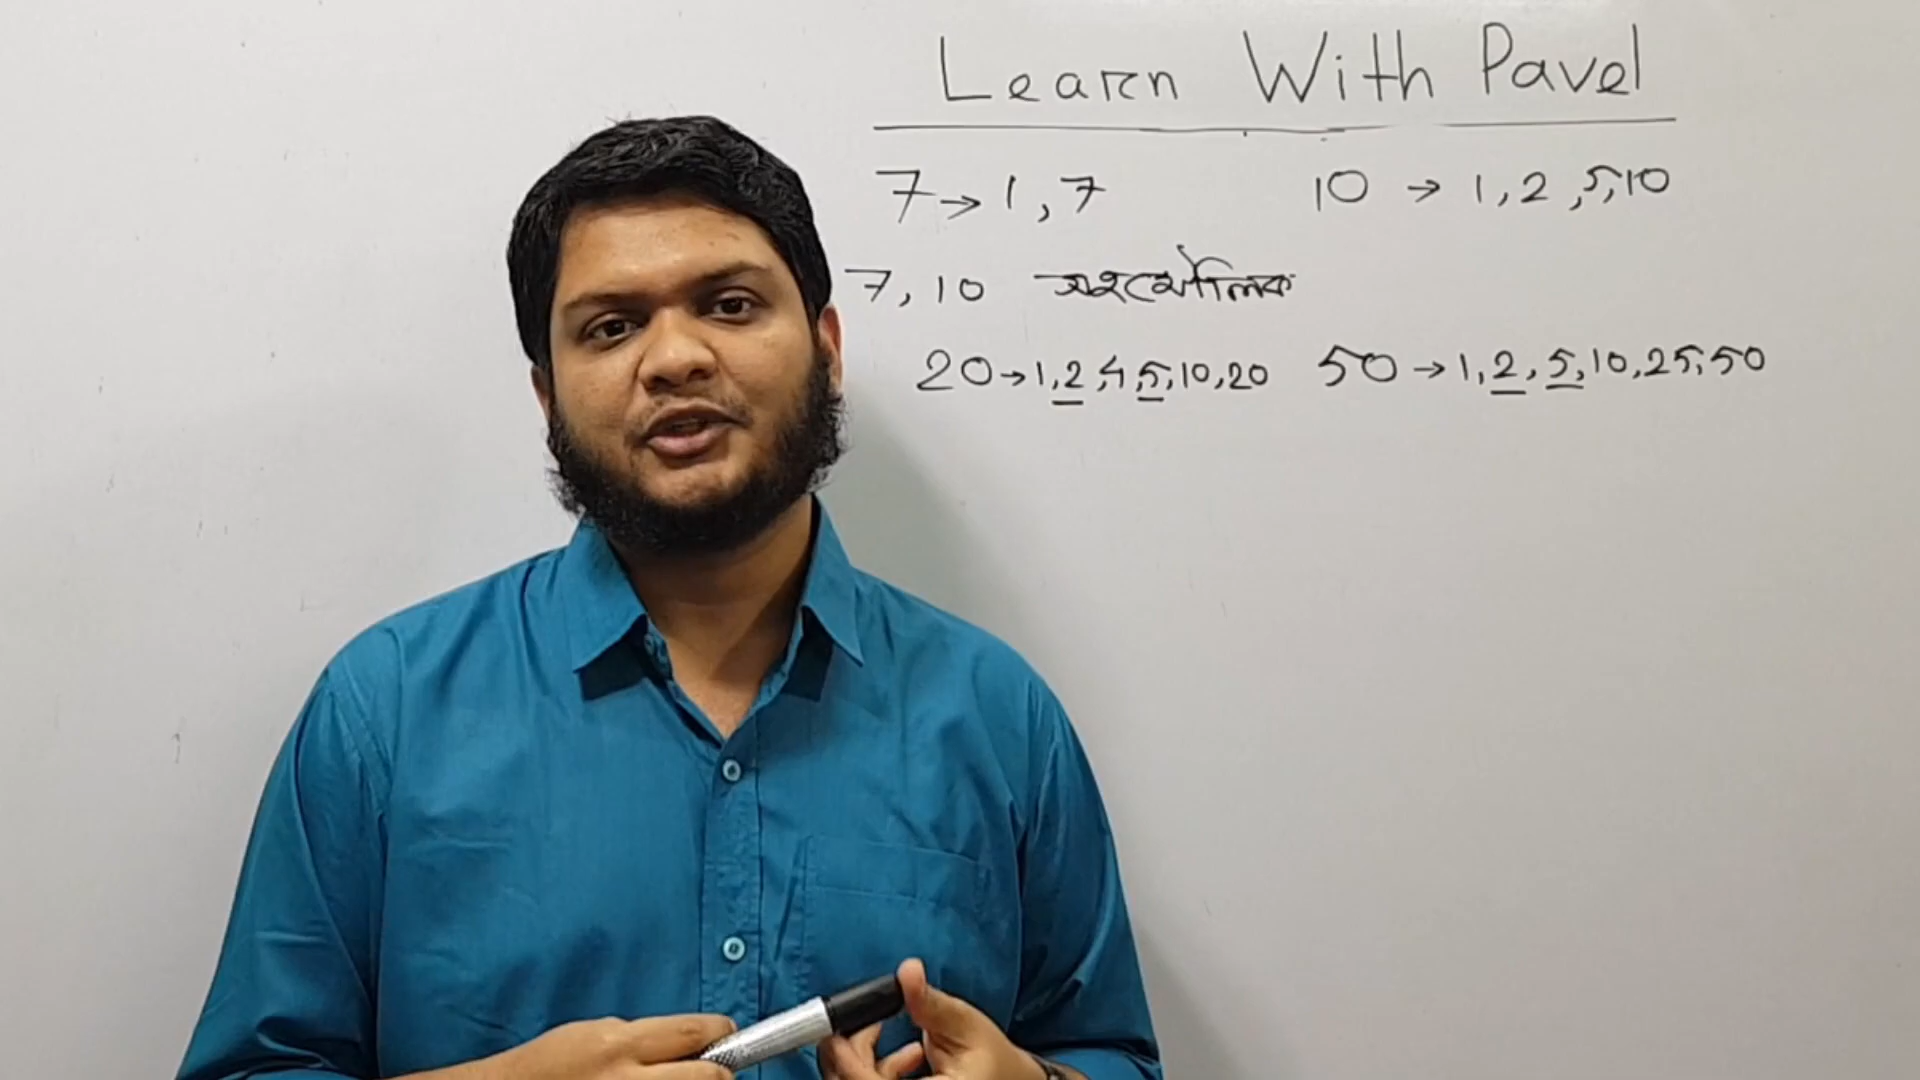 Learn With Pavel
7 → 1, 7 10 → 1, 2, 5, 10
7, 10 সহমৌলিক
20 → 1, 2, 4, 5, 10, 20 50 → 1, 2, 5, 10, 25, 50